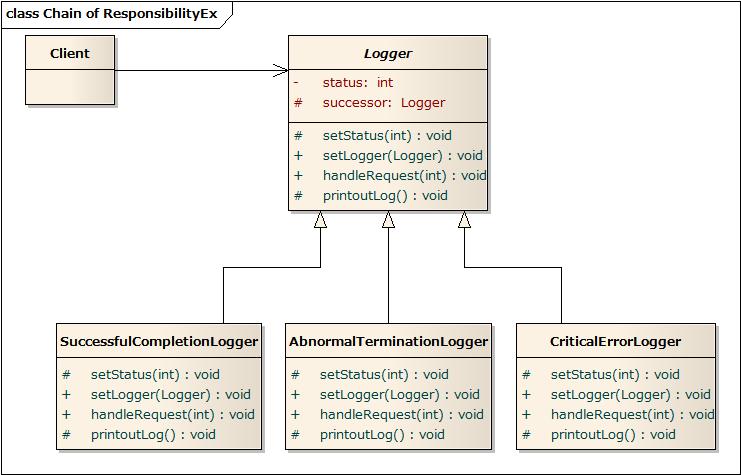 class Chain of ResponsibilityEx
Client
Logger
- status: int
# successor: Logger
# setStatus(int) : void
+ setLogger(Logger) : void
+ handleRequest(int) : void
# printoutLog() : void
SuccessfulCompletionLogger
# setStatus(int) : void
+ setLogger(Logger) : void
+ handleRequest(int) : void
# printoutLog() : void
AbnormalTerminationLogger
# setStatus(int) : void
+ setLogger(Logger) : void
+ handleRequest(int) : void
# printoutLog() : void
CriticalErrorLogger
# setStatus(int) : void
+ setLogger(Logger) : void
+ handleRequest(int) : void
# printoutLog() : void